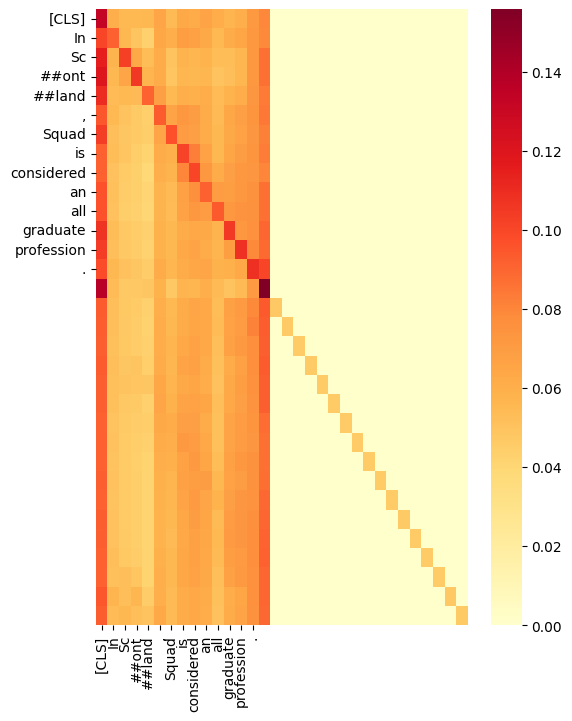 [CLS]
In
Sc
##ont
##land
,
Squad
is
considered
an
all
graduate
profession
.
0.14
0.12
0.10
0.08
0.06
0.04
0.02
0.00
[CLS]
In
Sc
##ont
##land
,
Squad
is
considered
an
all
graduate
profession
.